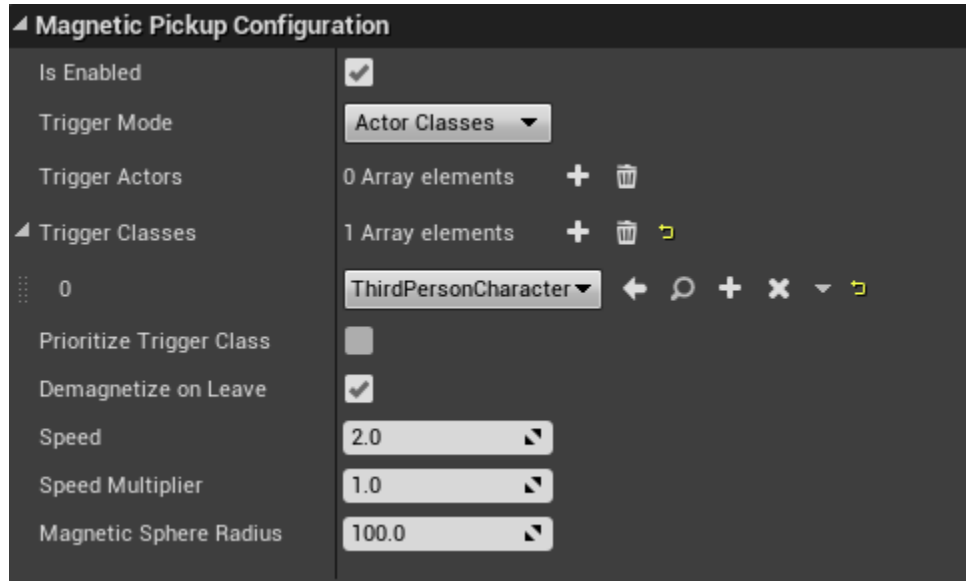 Magnetic Pickup Configuration
Is Enabled
Trigger Mode Actor Classes
Trigger Actors 0 Array elements
Trigger Classes 1 Array elements
0 ThirdPersonCharacter
Prioritize Trigger Class
Demagnetize on Leave
Speed 2.0
Speed Multiplier 1.0
Magnetic Sphere Radius 100.0